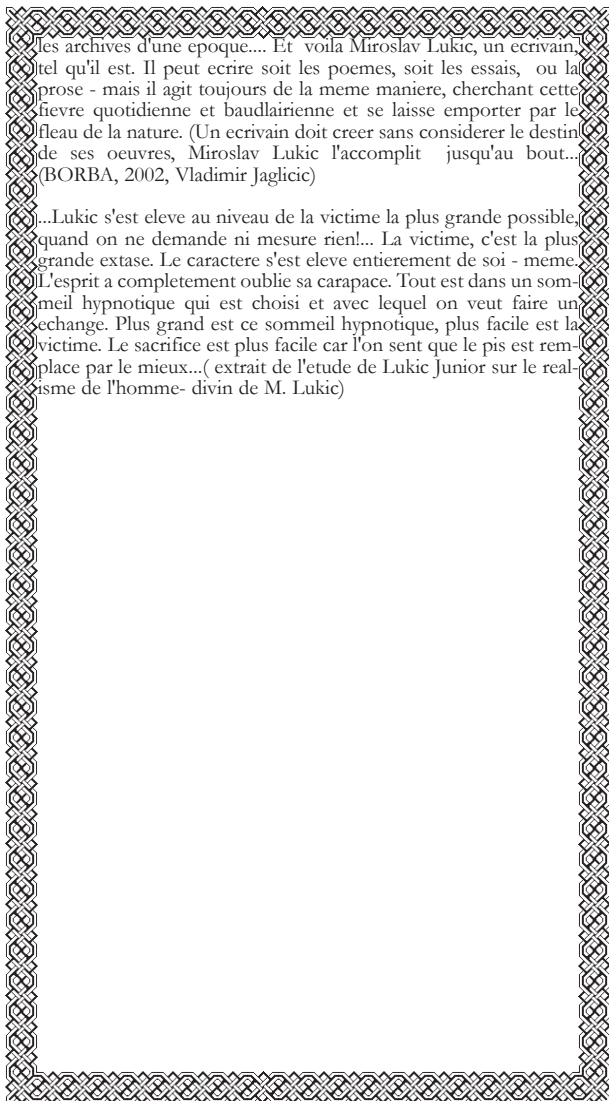 les archives d'une epoque.... Et  voila Miroslav Lukic, un ecrivain,
tel qu'il est. Il peut ecrire soit les poemes, soit les essais,  ou la
prose - mais il agit toujours de la meme maniere, cherchant cette
fievre quotidienne et baudlairienne et se laisse emporter par le
fleau de la nature. (Un ecrivain doit creer sans considerer le destin
de ses oeuvres, Miroslav Lukic l'accomplit  jusqu'au bout...
(BORBA, 2002, Vladimir Jaglicic)

...Lukic s'est eleve au niveau de la victime la plus grande possible,
quand on ne demande ni mesure rien!... La victime, c'est la plus
grande extase. Le caractere s'est eleve entierement de soi - meme.
L'esprit a completement oublie sa carapace. Tout est dans un som-
meil hypnotique qui est choisi et avec lequel on veut faire un
echange. Plus grand est ce sommeil hypnotique, plus facile est la
victime. Le sacrifice est plus facile car l'on sent que le pis est rem-
place par le mieux...( extrait de l'etude de Lukic Junior sur le real-
isme de l'homme- divin de M. Lukic)